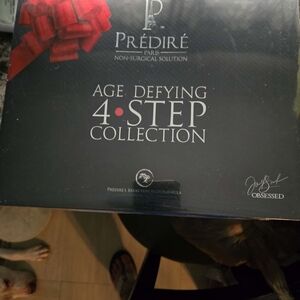 P
PRÉDIRÉ
PARIS
NON-SURGICAL SOLUTION
AGE DEFYING
4•STEP
COLLECTION
OBSESSED